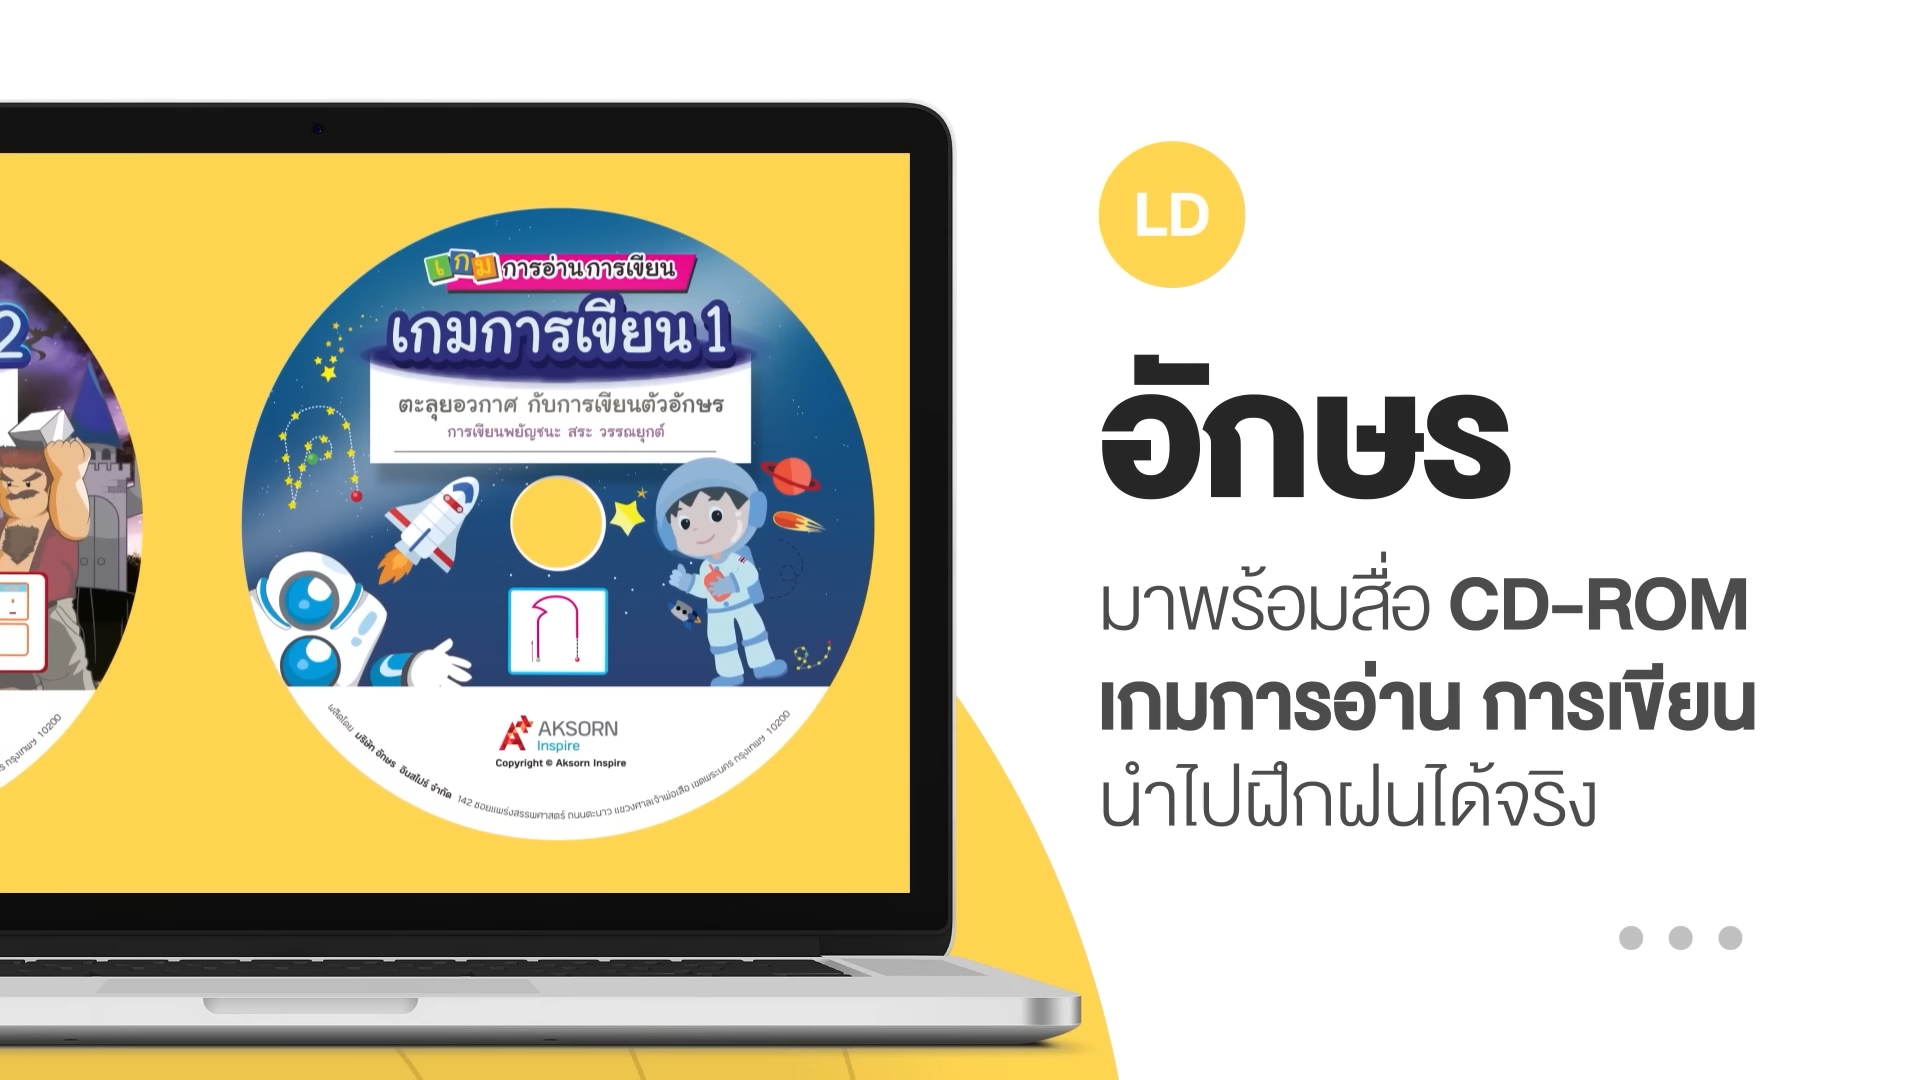 2
เกม การอ่าน การเขียน
เกมการเขียน 1
ตะลุยอวกาศ กับการเขียนตัวอักษร
การเขียนพยัญชนะ สระ วรรณยุกต์
ก
AKSORN
Inspire
Copyright © Aksorn Inspire
ผลิตโดย บริษัท อักษร อินสไปร์ จำกัด 142 ซอยแพร่งสรรพศาสตร์ ถนนตะนาว แขวงศาลเจ้าพ่อเสือ เขตพระนคร กรุงเทพฯ 10200
กรุงเทพฯ 10200
LD
อักษร
มาพร้อมสื่อ CD-ROM
เกมการอ่าน การเขียน
นำไปฝึกฝนได้จริง